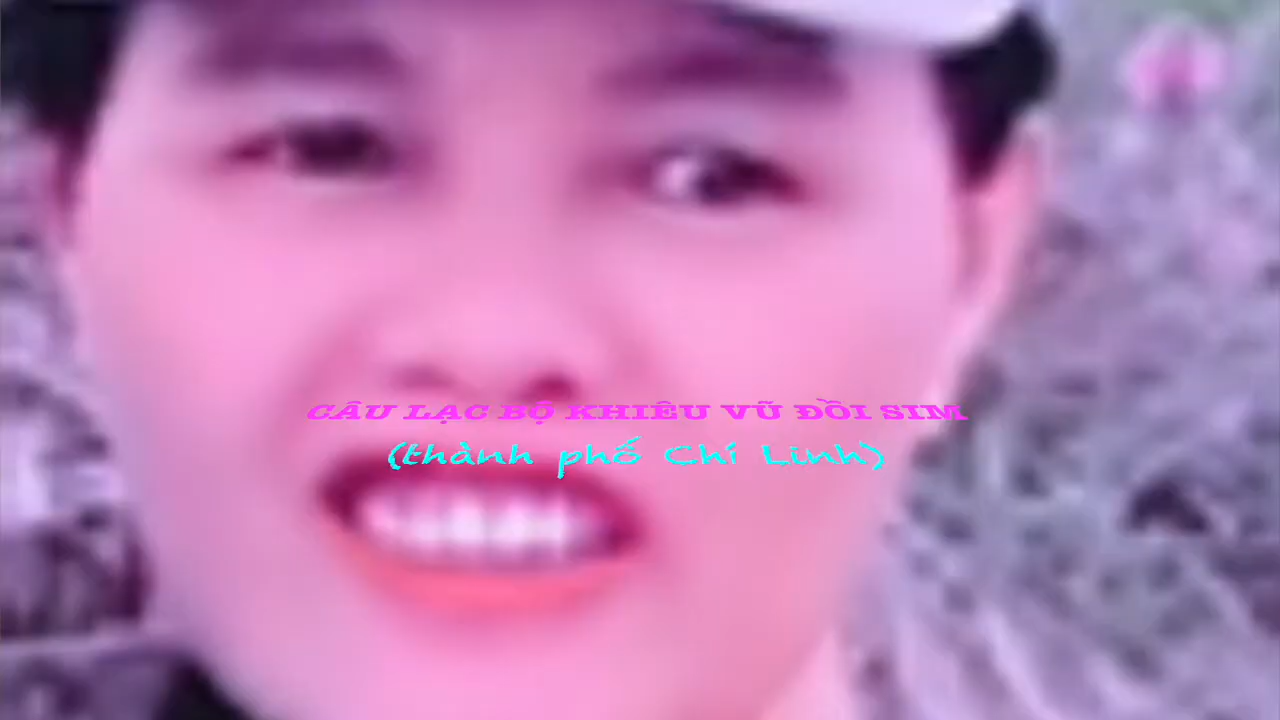 CÂU LẠC BỘ KHIÊU VŨ ĐỒI SIM
(thành phố Chí Linh)